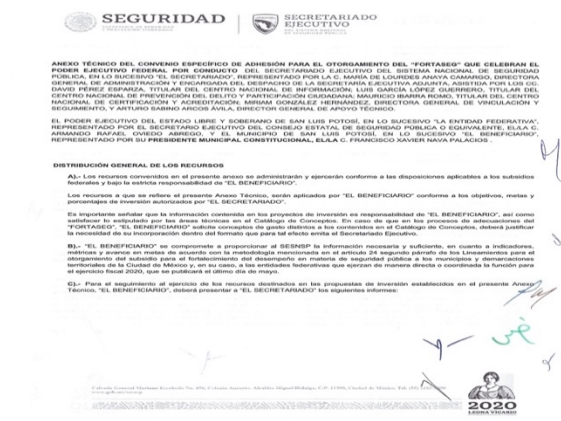 SEGURIDAD
SECRETARIADO
EJECUTIVO
ANEXO TÉCNICO DEL CONVENIO ESPECÍFICO DE ADHESIÓN PARA EL OTORGAMIENTO DEL "FORTASEG" QUE CELEBRAN EL
PODER EJECUTIVO FEDERAL POR CONDUCTO DEL SECRETARIADO EJECUTIVO DEL SISTEMA NACIONAL DE SEGURIDAD
PÚBLICA, EN LO SUCESIVO "EL SECRETARIADO", REPRESENTADO POR LA C. MARÍA DE LOURDES ANAYA CAMARGO, DIRECTORA
GENERAL DE ADMINISTRACIÓN Y ENCARGADA DEL DESPACHO DE LA SECRETARÍA EJECUTIVA ADJUNTA, ASISTIDA POR LOS CC.
DAVID PÉREZ ESPARZA, TITULAR DEL CENTRO NACIONAL DE INFORMACIÓN; LUIS GARCÍA LÓPEZ GUERRERO, TITULAR DEL
CENTRO NACIONAL DE PREVENCIÓN DEL DELITO Y PARTICIPACIÓN CIUDADANA; MAURICIO IBARRA ROMO, TITULAR DEL CENTRO
NACIONAL DE CERTIFICACIÓN Y ACREDITACIÓN; MIRIAM GONZÁLEZ HERNÁNDEZ, DIRECTORA GENERAL DE VINCULACIÓN Y
SEGUIMIENTO, Y ARTURO SABINO ARCOS ÁVILA, DIRECTOR GENERAL DE APOYO TÉCNICO.
EL PODER EJECUTIVO DEL ESTADO LIBRE Y SOBERANO DE SAN LUIS POTOSÍ, EN LO SUCESIVO "LA ENTIDAD FEDERATIVA",
REPRESENTADO POR EL SECRETARIO EJECUTIVO DEL CONSEJO ESTATAL DE SEGURIDAD PÚBLICA O EQUIVALENTE, EL/LA C.
ARMANDO RAFAEL OVIEDO ABREGO, Y EL MUNICIPIO DE SAN LUIS POTOSÍ, EN LO SUCESIVO "EL BENEFICIARIO",
REPRESENTADO POR SU PRESIDENTE MUNICIPAL CONSTITUCIONAL, EL/LA C. FRANCISCO XAVIER NAVA PALACIOS .
DISTRIBUCIÓN GENERAL DE LOS RECURSOS
A).- Los recursos convenidos en el presente anexo se administrarán y ejercerán conforme a las disposiciones aplicables a los subsidios
federales y bajo la estricta responsabilidad de "EL BENEFICIARIO".
Los recursos a que se refiere el presente Anexo Técnico, serán aplicados por "EL BENEFICIARIO" conforme a los objetivos, metas y
porcentajes de inversión autorizados por "EL SECRETARIADO".
Es importante señalar que la información contenida en los proyectos de inversión es responsabilidad de "EL BENEFICIARIO", así como
satisfacer lo estipulado por las áreas técnicas en el Catálogo de Conceptos. En caso de que en los procesos de adecuaciones del
"FORTASEG", "EL BENEFICIARIO" solicite conceptos de gasto distintos a los contenidos en el Catálogo de Conceptos, deberá justificar
la necesidad de su incorporación dentro del formato que para tal efecto emita el Secretariado Ejecutivo.
B).- "EL BENEFICIARIO" se compromete a proporcionar al SESNSP la información necesaria y suficiente, en cuanto a indicadores,
métricas y avance en metas de acuerdo con la metodología mencionada en el artículo 24 segundo párrafo de los Lineamientos para el
otorgamiento del subsidio para el fortalecimiento del desempeño en materia de seguridad pública a los municipios y demarcaciones
territoriales de la Ciudad de México y, en su caso, a las entidades federativas que ejerzan de manera directa o coordinada la función para
el ejercicio fiscal 2020, que se publicará el último día de mayo.
C).- Para el seguimiento al ejercicio de los recursos destinados en las propuestas de inversión establecidos en el presente Anexo
Técnico, "EL BENEFICIARIO", deberá presentar a "EL SECRETARIADO" los siguientes informes:
2020
LEONA VICARIO